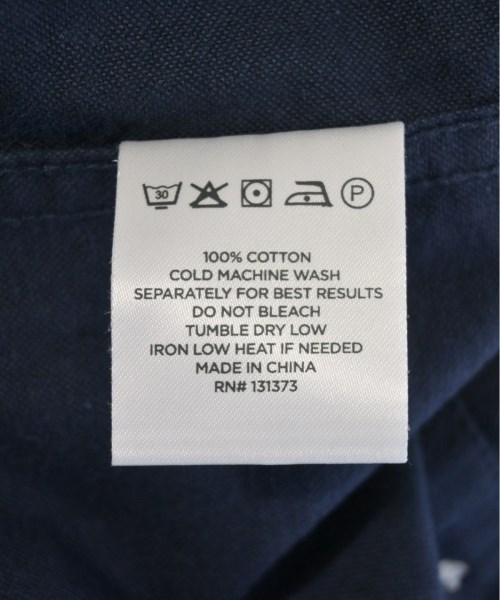 30 P
100% COTTON
COLD MACHINE WASH
SEPARATELY FOR BEST RESULTS
DO NOT BLEACH
TUMBLE DRY LOW
IRON LOW HEAT IF NEEDED
MADE IN CHINA
RN# 131373